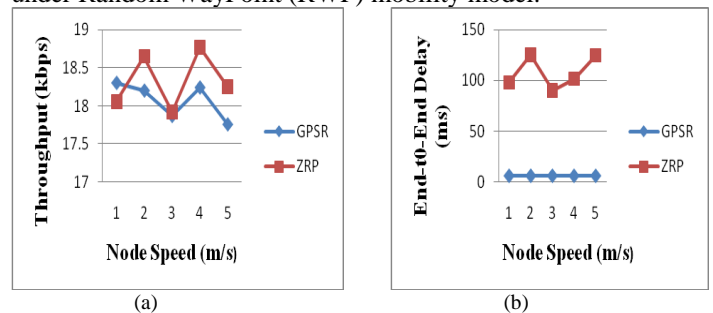 under Random WayPoint (RWP) mobility model.
19
18.5
18
17.5
17
1 2 3 4 5
Throughput (kbps)
Node Speed (m/s)
GPSR
ZRP
(a)
150
100
50
0
1 2 3 4 5
End-t0-End Delay
(ms)
Node Speed (m/s)
GPSR
ZRP
(b)